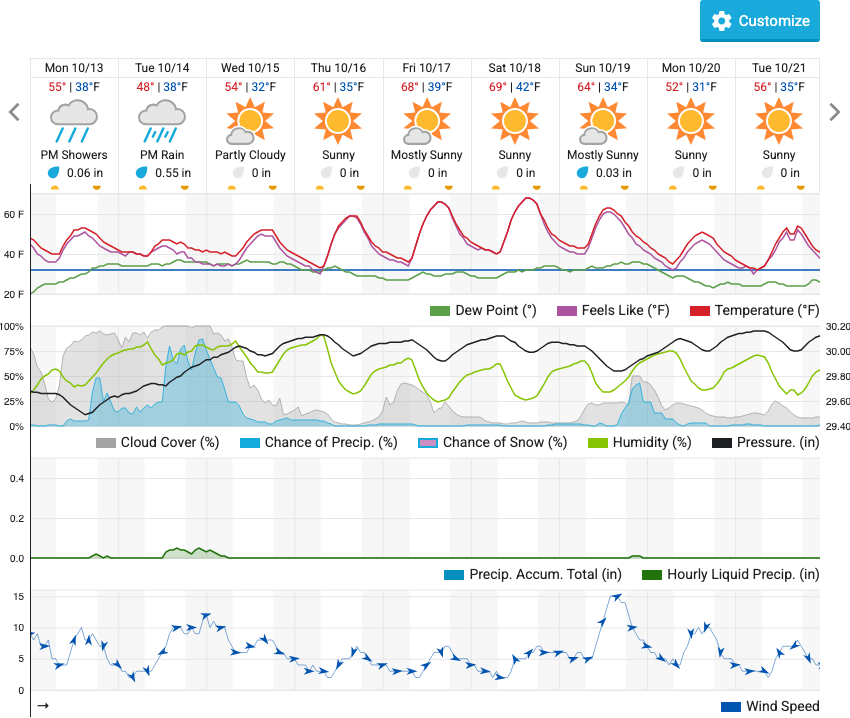 Customize
Mon 10/13 Tue 10/14 Wed 10/15 Thu 10/16 Fri 10/17 Sat 10/18 Sun 10/19 Mon 10/20 Tue 10/21
55° | 38°F 48° | 38°F 54° | 32°F 61° | 35°F 68° | 39°F 69° | 42°F 64° | 34°F 52° | 31°F 56° | 35°F
PM Showers PM Rain Partly Cloudy Sunny Mostly Sunny Sunny Mostly Sunny Sunny Sunny
0.06 in 0.55 in 0 in 0 in 0 in 0 in 0.03 in 0 in 0 in
60 F
40 F
20 F
Dew Point (°) Feels Like (°F) Temperature (°F)
100% 30.20
75% 30.00
50% 29.80
25% 29.60
0% 29.40
Cloud Cover (%) Chance of Precip. (%) Chance of Snow (%) Humidity (%) Pressure. (in)
0.4
0.2
0.0
Precip. Accum. Total (in) Hourly Liquid Precip. (in)
15
10
5
0
Wind Speed